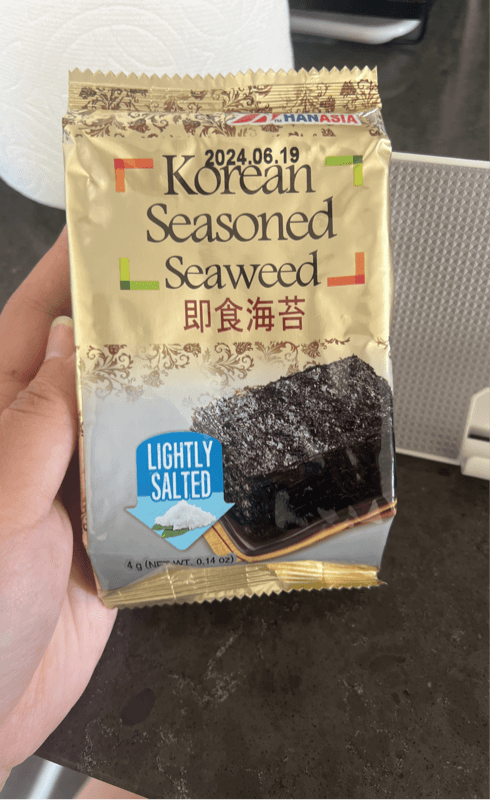 HANASIA
2024.06.19
Korean
Seasoned
Seaweed
即食海苔
LIGHTLY
SALTED
4 g (NET WT. 0.14 oz)